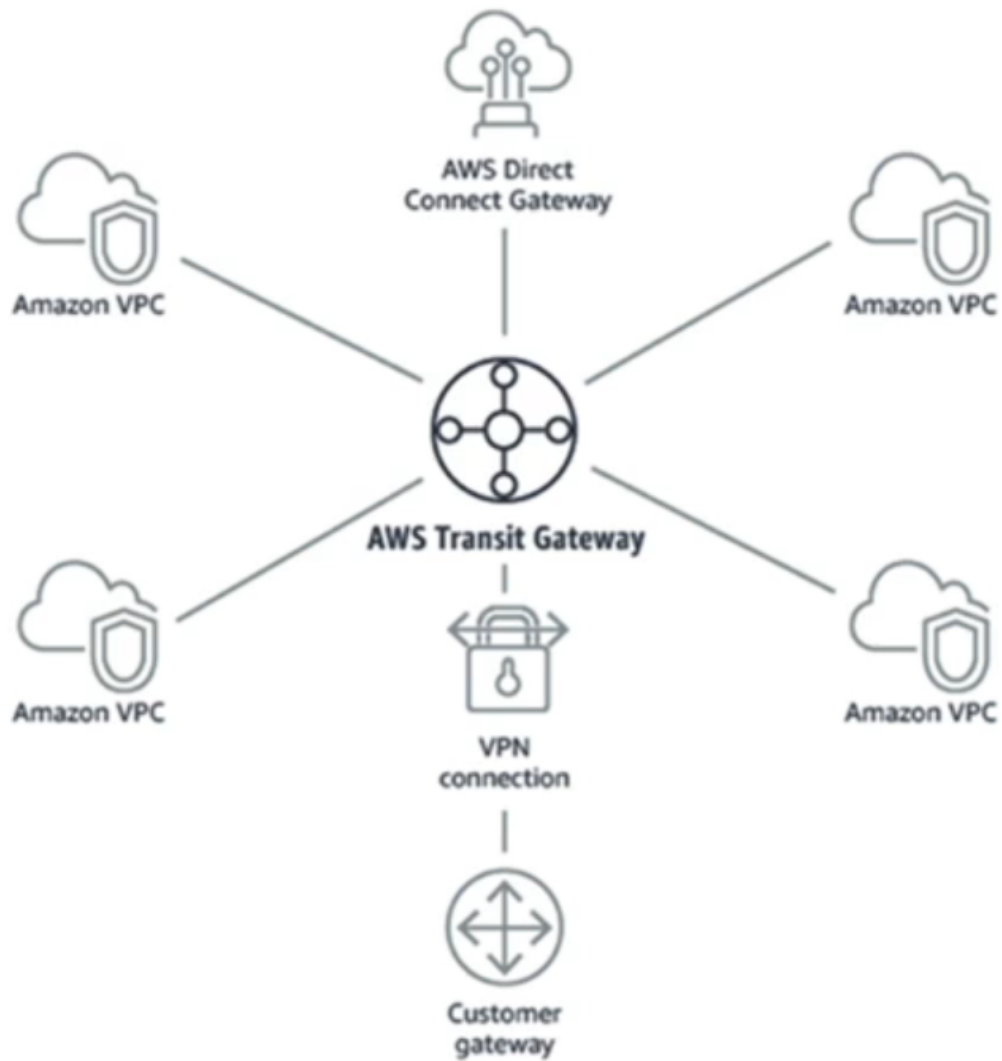 AWS Direct
Connect Gateway
Amazon VPC
Amazon VPC
AWS Transit Gateway
Amazon VPC
Amazon VPC
VPN
connection
Customer
gateway